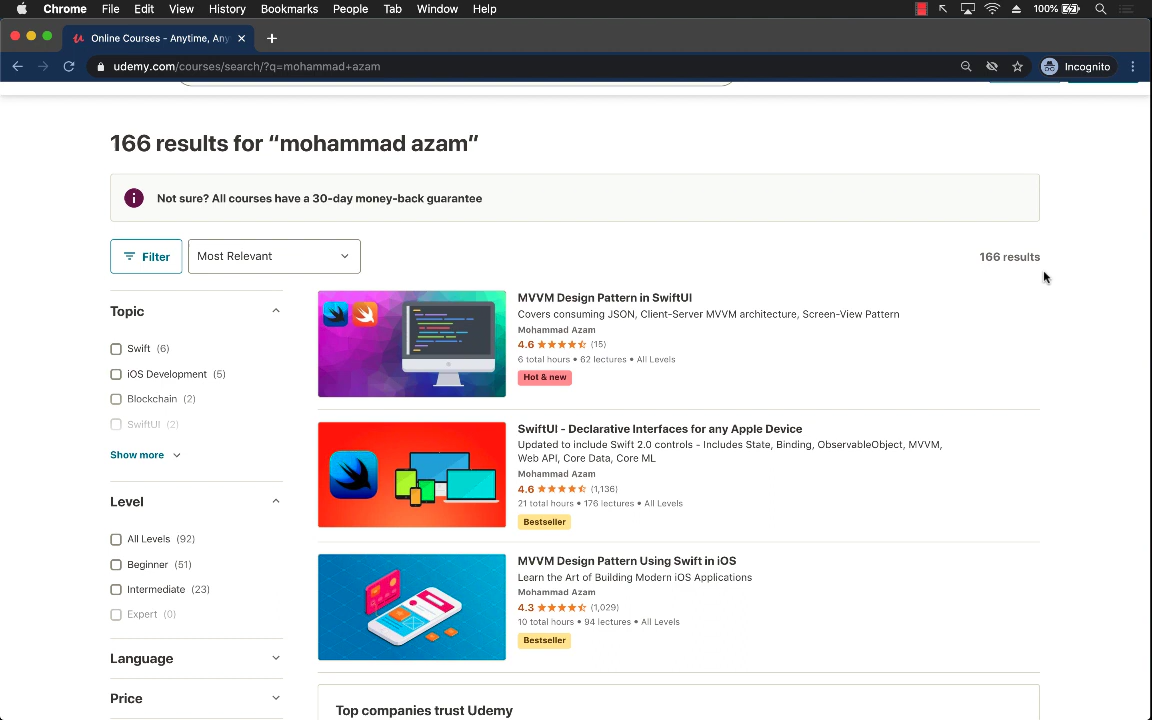 Chrome File Edit View History Bookmarks People Tab Window Help 100%
Online Courses - Anytime, Any
udemy.com/courses/search/?q=mohammad+azam Incognito
166 results for “mohammad azam”
Not sure? All courses have a 30-day money-back guarantee
Filter Most Relevant 166 results
Topic
Swift (6)
iOS Development (5)
Blockchain (2)
SwiftUI (2)
Show more
Level
All Levels (92)
Beginner (51)
Intermediate (23)
Expert (0)
Language
Price
MVVM Design Pattern in SwiftUI
Covers consuming JSON, Client-Server MVVM architecture, Screen-View Pattern
Mohammad Azam
4.6 (15)
6 total hours • 62 lectures • All Levels
Hot & new
SwiftUI - Declarative Interfaces for any Apple Device
Updated to include Swift 2.0 controls - Includes State, Binding, ObservableObject, MVVM,
Web API, Core Data, Core ML
Mohammad Azam
4.6 (1,136)
21 total hours • 176 lectures • All Levels
Bestseller
MVVM Design Pattern Using Swift in iOS
Learn the Art of Building Modern iOS Applications
Mohammad Azam
4.3 (1,029)
10 total hours • 94 lectures • All Levels
Bestseller
Top companies trust Udemy